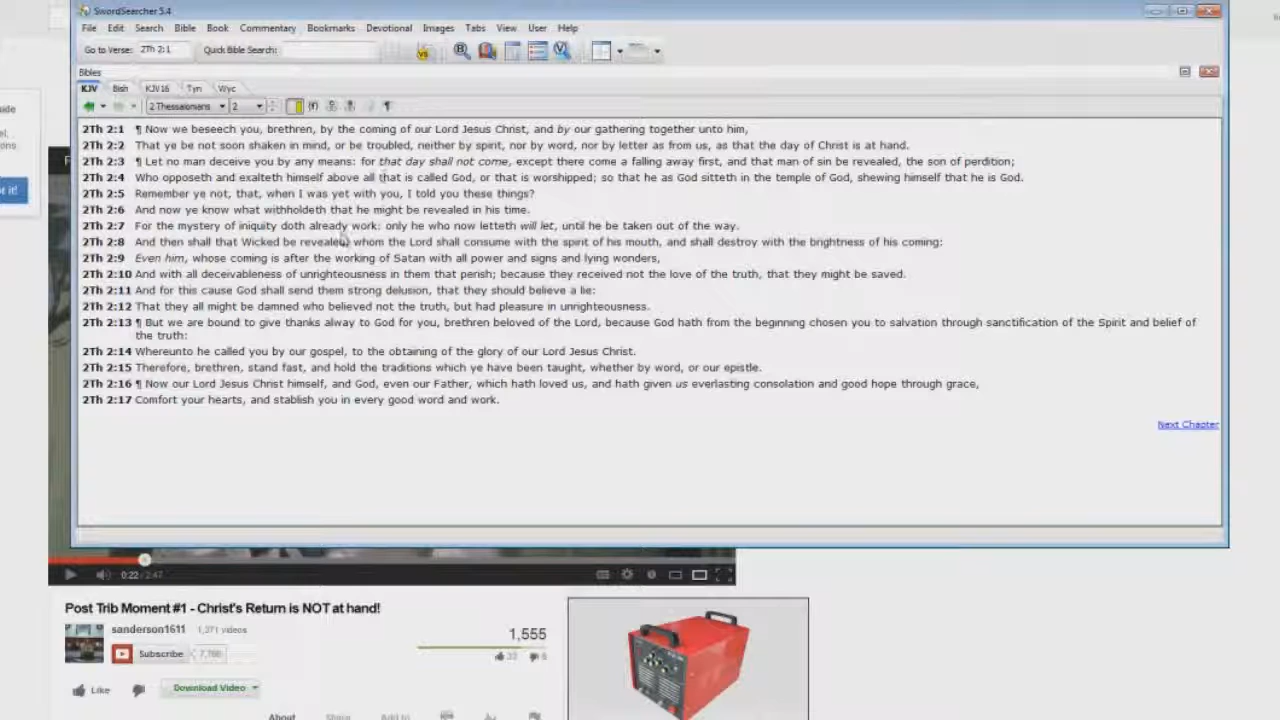 SwordSearcher 5.4
File Edit Search Bible Book Commentary Bookmarks Devotional Images Tabs View User Help
Go to Verse: 2Th 2:1 Quick Bible Search:
Bibles
KJV Bish KJV16 Tyn Wyc
2 Thessalonians 2
2Th 2:1 ¶ Now we beseech you, brethren, by the coming of our Lord Jesus Christ, and by our gathering together unto him,
2Th 2:2 That ye be not soon shaken in mind, or be troubled, neither by spirit, nor by word, nor by letter as from us, as that the day of Christ is at hand.
2Th 2:3 ¶ Let no man deceive you by any means: for that day shall not come, except there come a falling away first, and that man of sin be revealed, the son of perdition;
2Th 2:4 Who opposeth and exalteth himself above all that is called God, or that is worshipped; so that he as God sitteth in the temple of God, shewing himself that he is God.
2Th 2:5 Remember ye not, that, when I was yet with you, I told you these things?
2Th 2:6 And now ye know what withholdeth that he might be revealed in his time.
2Th 2:7 For the mystery of iniquity doth already work: only he who now letteth will let, until he be taken out of the way.
2Th 2:8 And then shall that Wicked be revealed, whom the Lord shall consume with the spirit of his mouth, and shall destroy with the brightness of his coming:
2Th 2:9 Even him, whose coming is after the working of Satan with all power and signs and lying wonders,
2Th 2:10 And with all deceivableness of unrighteousness in them that perish; because they received not the love of the truth, that they might be saved.
2Th 2:11 And for this cause God shall send them strong delusion, that they should believe a lie:
2Th 2:12 That they all might be damned who believed not the truth, but had pleasure in unrighteousness.
2Th 2:13 ¶ But we are bound to give thanks alway to God for you, brethren beloved of the Lord, because God hath from the beginning chosen you to salvation through sanctification of the Spirit and belief of
the truth:
2Th 2:14 Whereunto he called you by our gospel, to the obtaining of the glory of our Lord Jesus Christ.
2Th 2:15 Therefore, brethren, stand fast, and hold the traditions which ye have been taught, whether by word, or our epistle.
2Th 2:16 ¶ Now our Lord Jesus Christ himself, and God, even our Father, which hath loved us, and hath given us everlasting consolation and good hope through grace,
2Th 2:17 Comfort your hearts, and stablish you in every good word and work.
Next Chapter
0:22 / 2:47
Post Trib Moment #1 - Christ's Return is NOT at hand!
sanderson1611 1,371 videos
1,555
Subscribe
Like
Download Video
About Share Add to